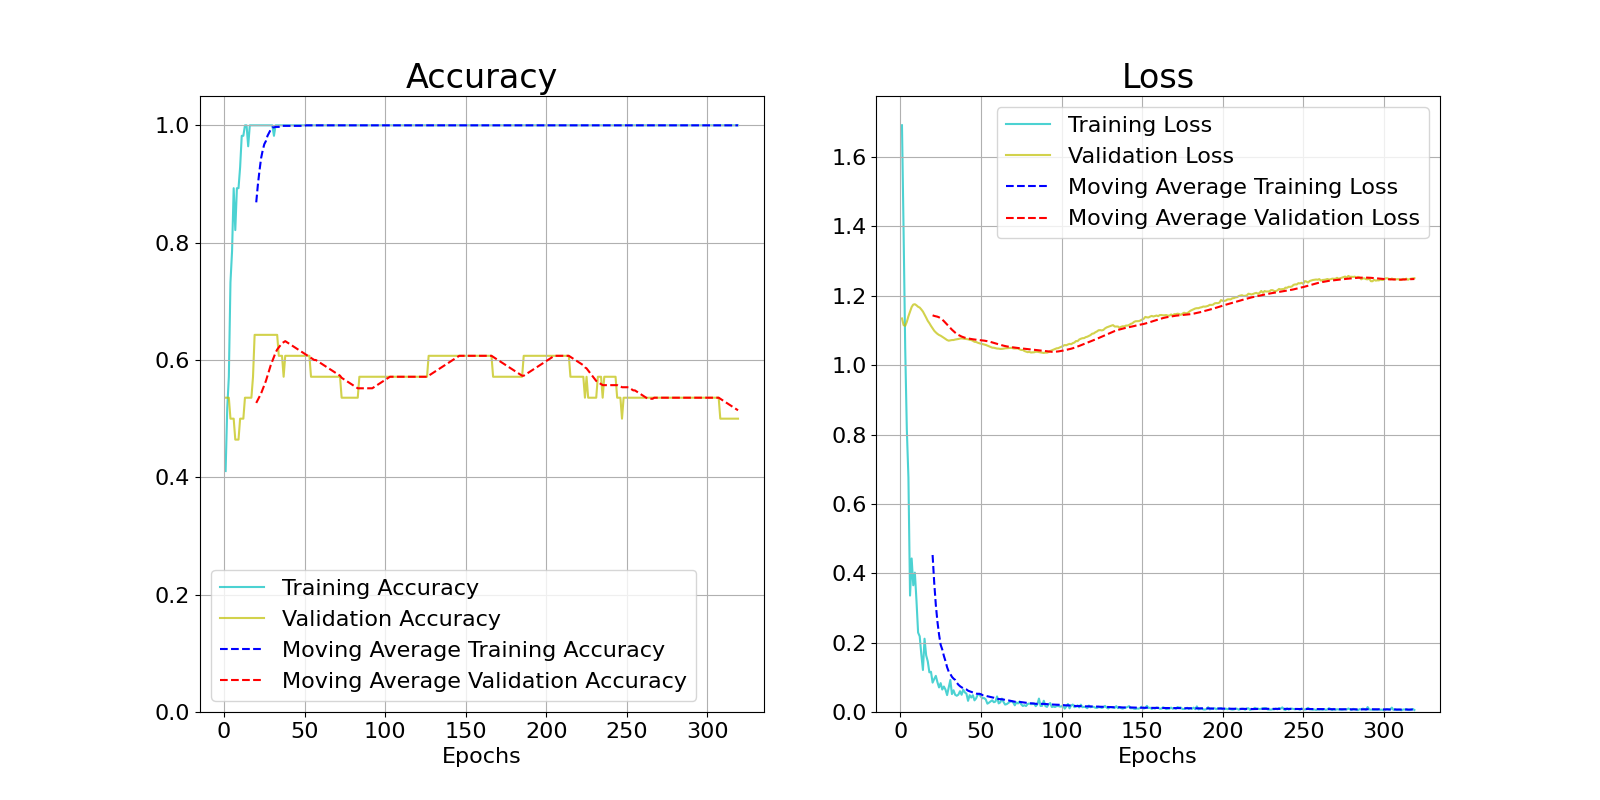 Accuracy
1.0
0.8
0.6
0.4
0.2
0.0
Training Accuracy
Validation Accuracy
Moving Average Training Accuracy
Moving Average Validation Accuracy
0 50 100 150 200 250 300
Epochs
Loss
1.6
1.4
1.2
1.0
0.8
0.6
0.4
0.2
0.0
Training Loss
Validation Loss
Moving Average Training Loss
Moving Average Validation Loss
0 50 100 150 200 250 300
Epochs